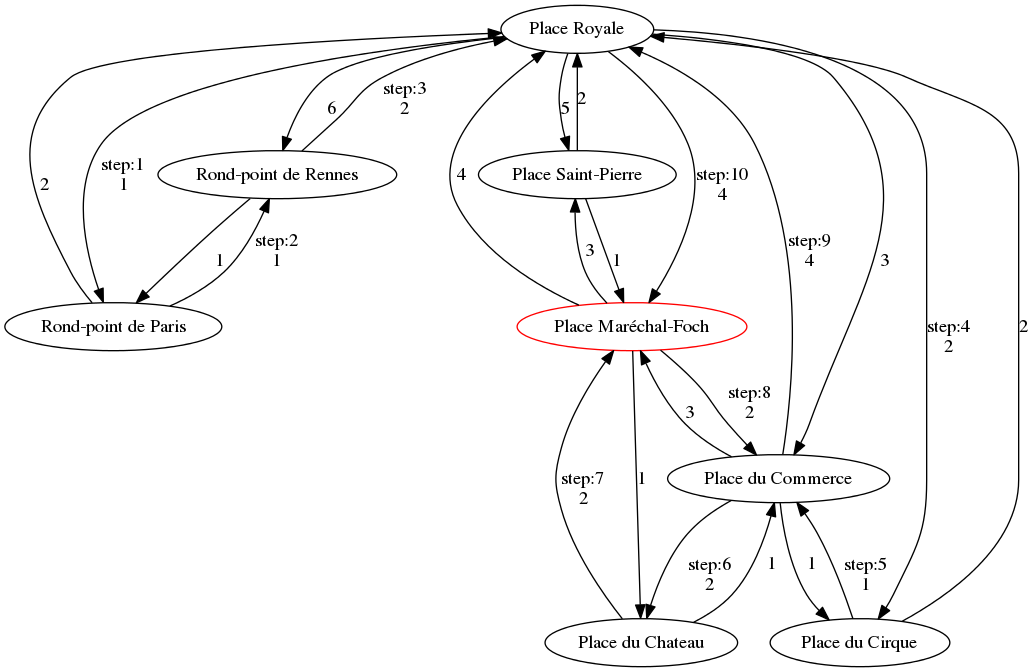 Place Royale
step:3
2
6
5
2
step:1
1
2
Rond-point de Rennes
4
Place Saint-Pierre
step:10
4
step:2
1
1
3
1
step:9
4
3
Rond-point de Paris
Place Maréchal-Foch
step:4
2
2
step:8
2
3
step:7
2
1
Place du Commerce
step:6
2
1
1
step:5
1
Place du Chateau
Place du Cirque